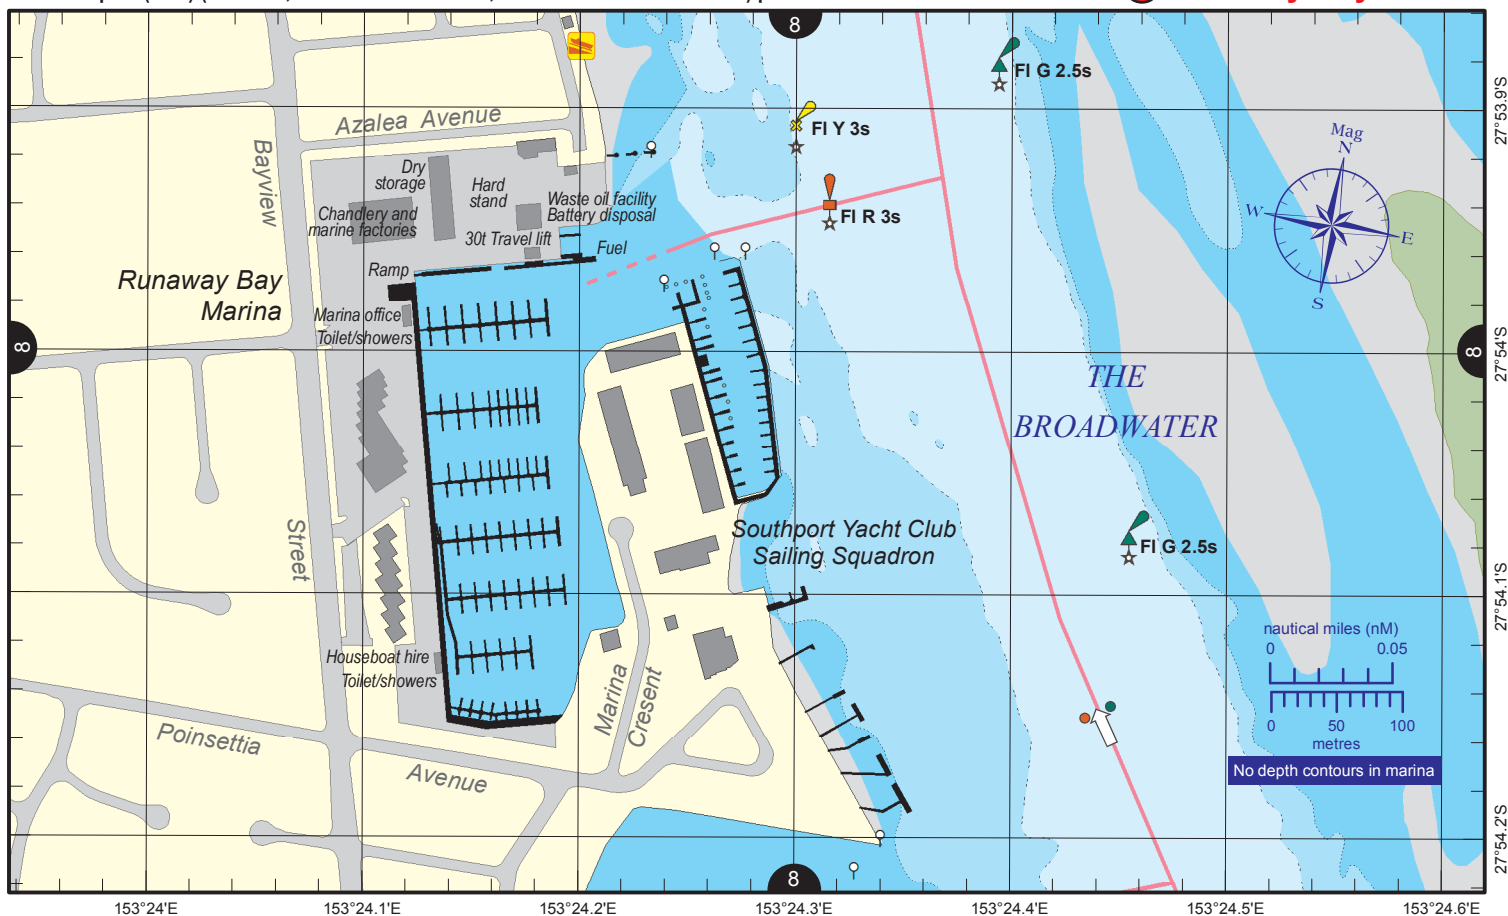 8
Fl G 2.5s
Fl Y 3s
Azalea Avenue
Bayview
Dry
storage
Hard
stand
Waste oil facility
Battery disposal
Chandlery and
marine factories
30t Travel lift
Fuel
Fl R 3s
Mag
N
W
E
S
Ramp
Runaway Bay
Marina
Marina office
Toilet/showers
8
8
THE
BROADWATER
Street
Southport Yacht Club
Sailing Squadron
Fl G 2.5s
nautical miles (nM)
0 0.05
0 50 100
metres
No depth contours in marina
Houseboat hire
Toilet/showers
Marina
Cresent
Poinsettia
Avenue
8
27°53.9'S
27°54'S
27°54.1'S
27°54.2'S
153°24'E 153°24.1'E 153°24.2'E 153°24.3'E 153°24.4'E 153°24.5'E 153°24.6'E